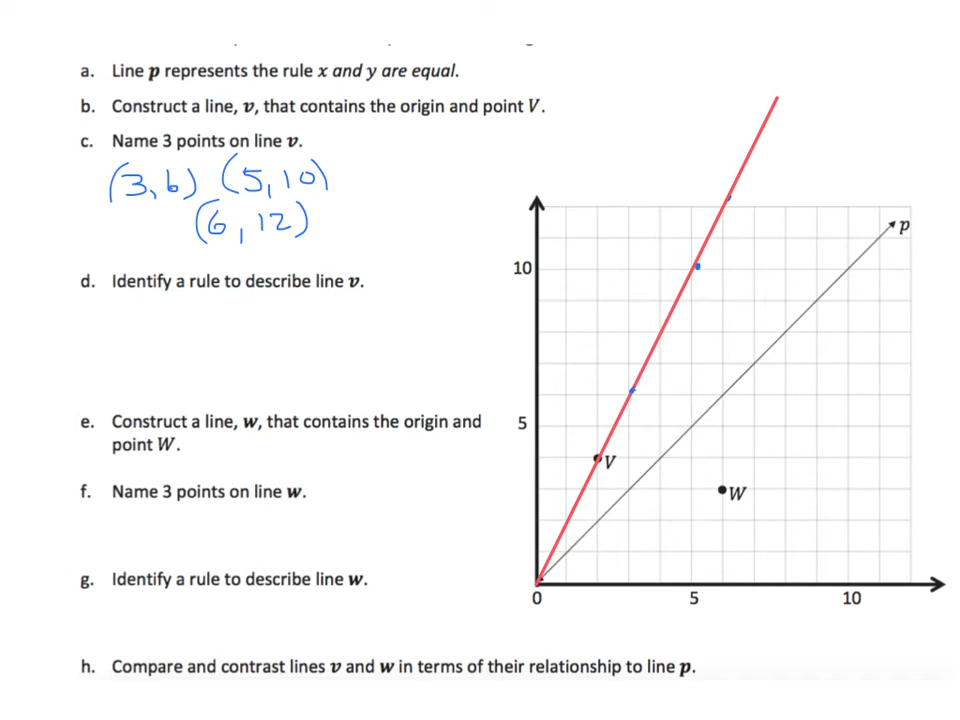 a. Line p represents the rule x and y are equal.
b. Construct a line, v, that contains the origin and point V.
c. Name 3 points on line v.
(3, 6) (5, 10)
(6, 12)
d. Identify a rule to describe line v.
e. Construct a line, w, that contains the origin and
point W.
f. Name 3 points on line w.
g. Identify a rule to describe line w.
h. Compare and contrast lines v and w in terms of their relationship to line p.
p
10
5
V
W
0 5 10